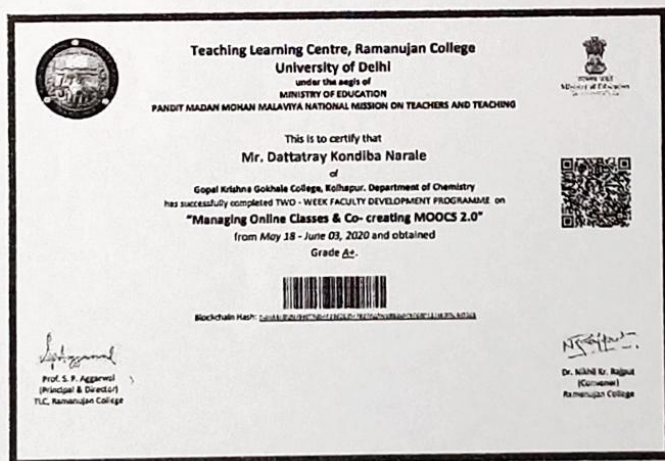 Teaching Learning Centre, Ramanujan College
University of Delhi
under the aegis of
MINISTRY OF EDUCATION
PANDIT MADAN MOHAN MALAVIYA NATIONAL MISSION ON TEACHERS AND TEACHING
This is to certify that
Mr. Dattatray Kondiba Narale
of
Gopal Krishna Gokhale College, Kolhapur. Department of Chemistry
has successfully completed TWO - WEEK FACULTY DEVELOPMENT PROGRAMME on
"Managing Online Classes & Co- creating MOOCS 2.0"
from May 18 - June 03, 2020 and obtained
Grade A+.
Blockchain Hash:
Prof. S. P. Aggarwal
(Principal & Director)
TLC, Ramanujan College
Dr. Nikhil Kr. Rajput
(Convener)
Ramanujan College